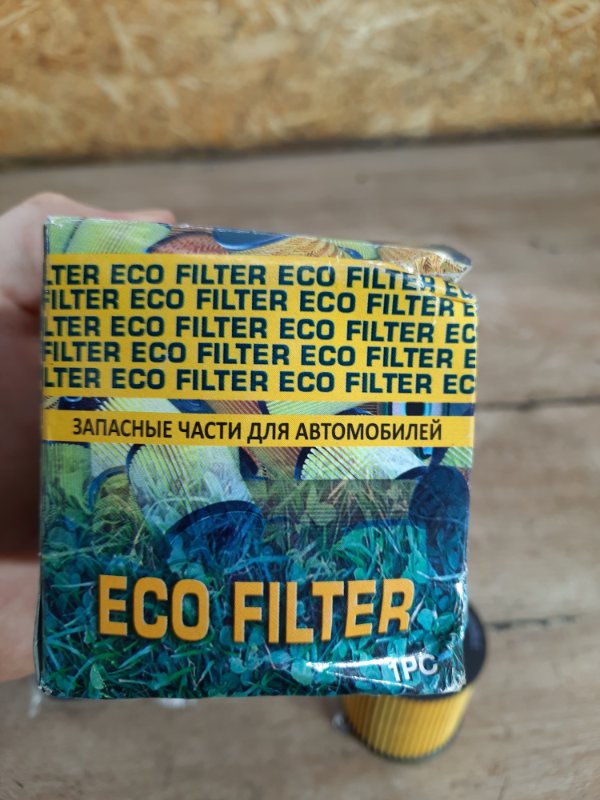 LTER ECO FILTER ECO FILTER EC
FILTER ECO FILTER ECO FILTER E
LTER ECO FILTER ECO FILTER EC
FILTER ECO FILTER ECO FILTER E
LTER ECO FILTER ECO FILTER EC
ЗАПАСНЫЕ ЧАСТИ ДЛЯ АВТОМОБИЛЕЙ
ECO FILTER
1PC